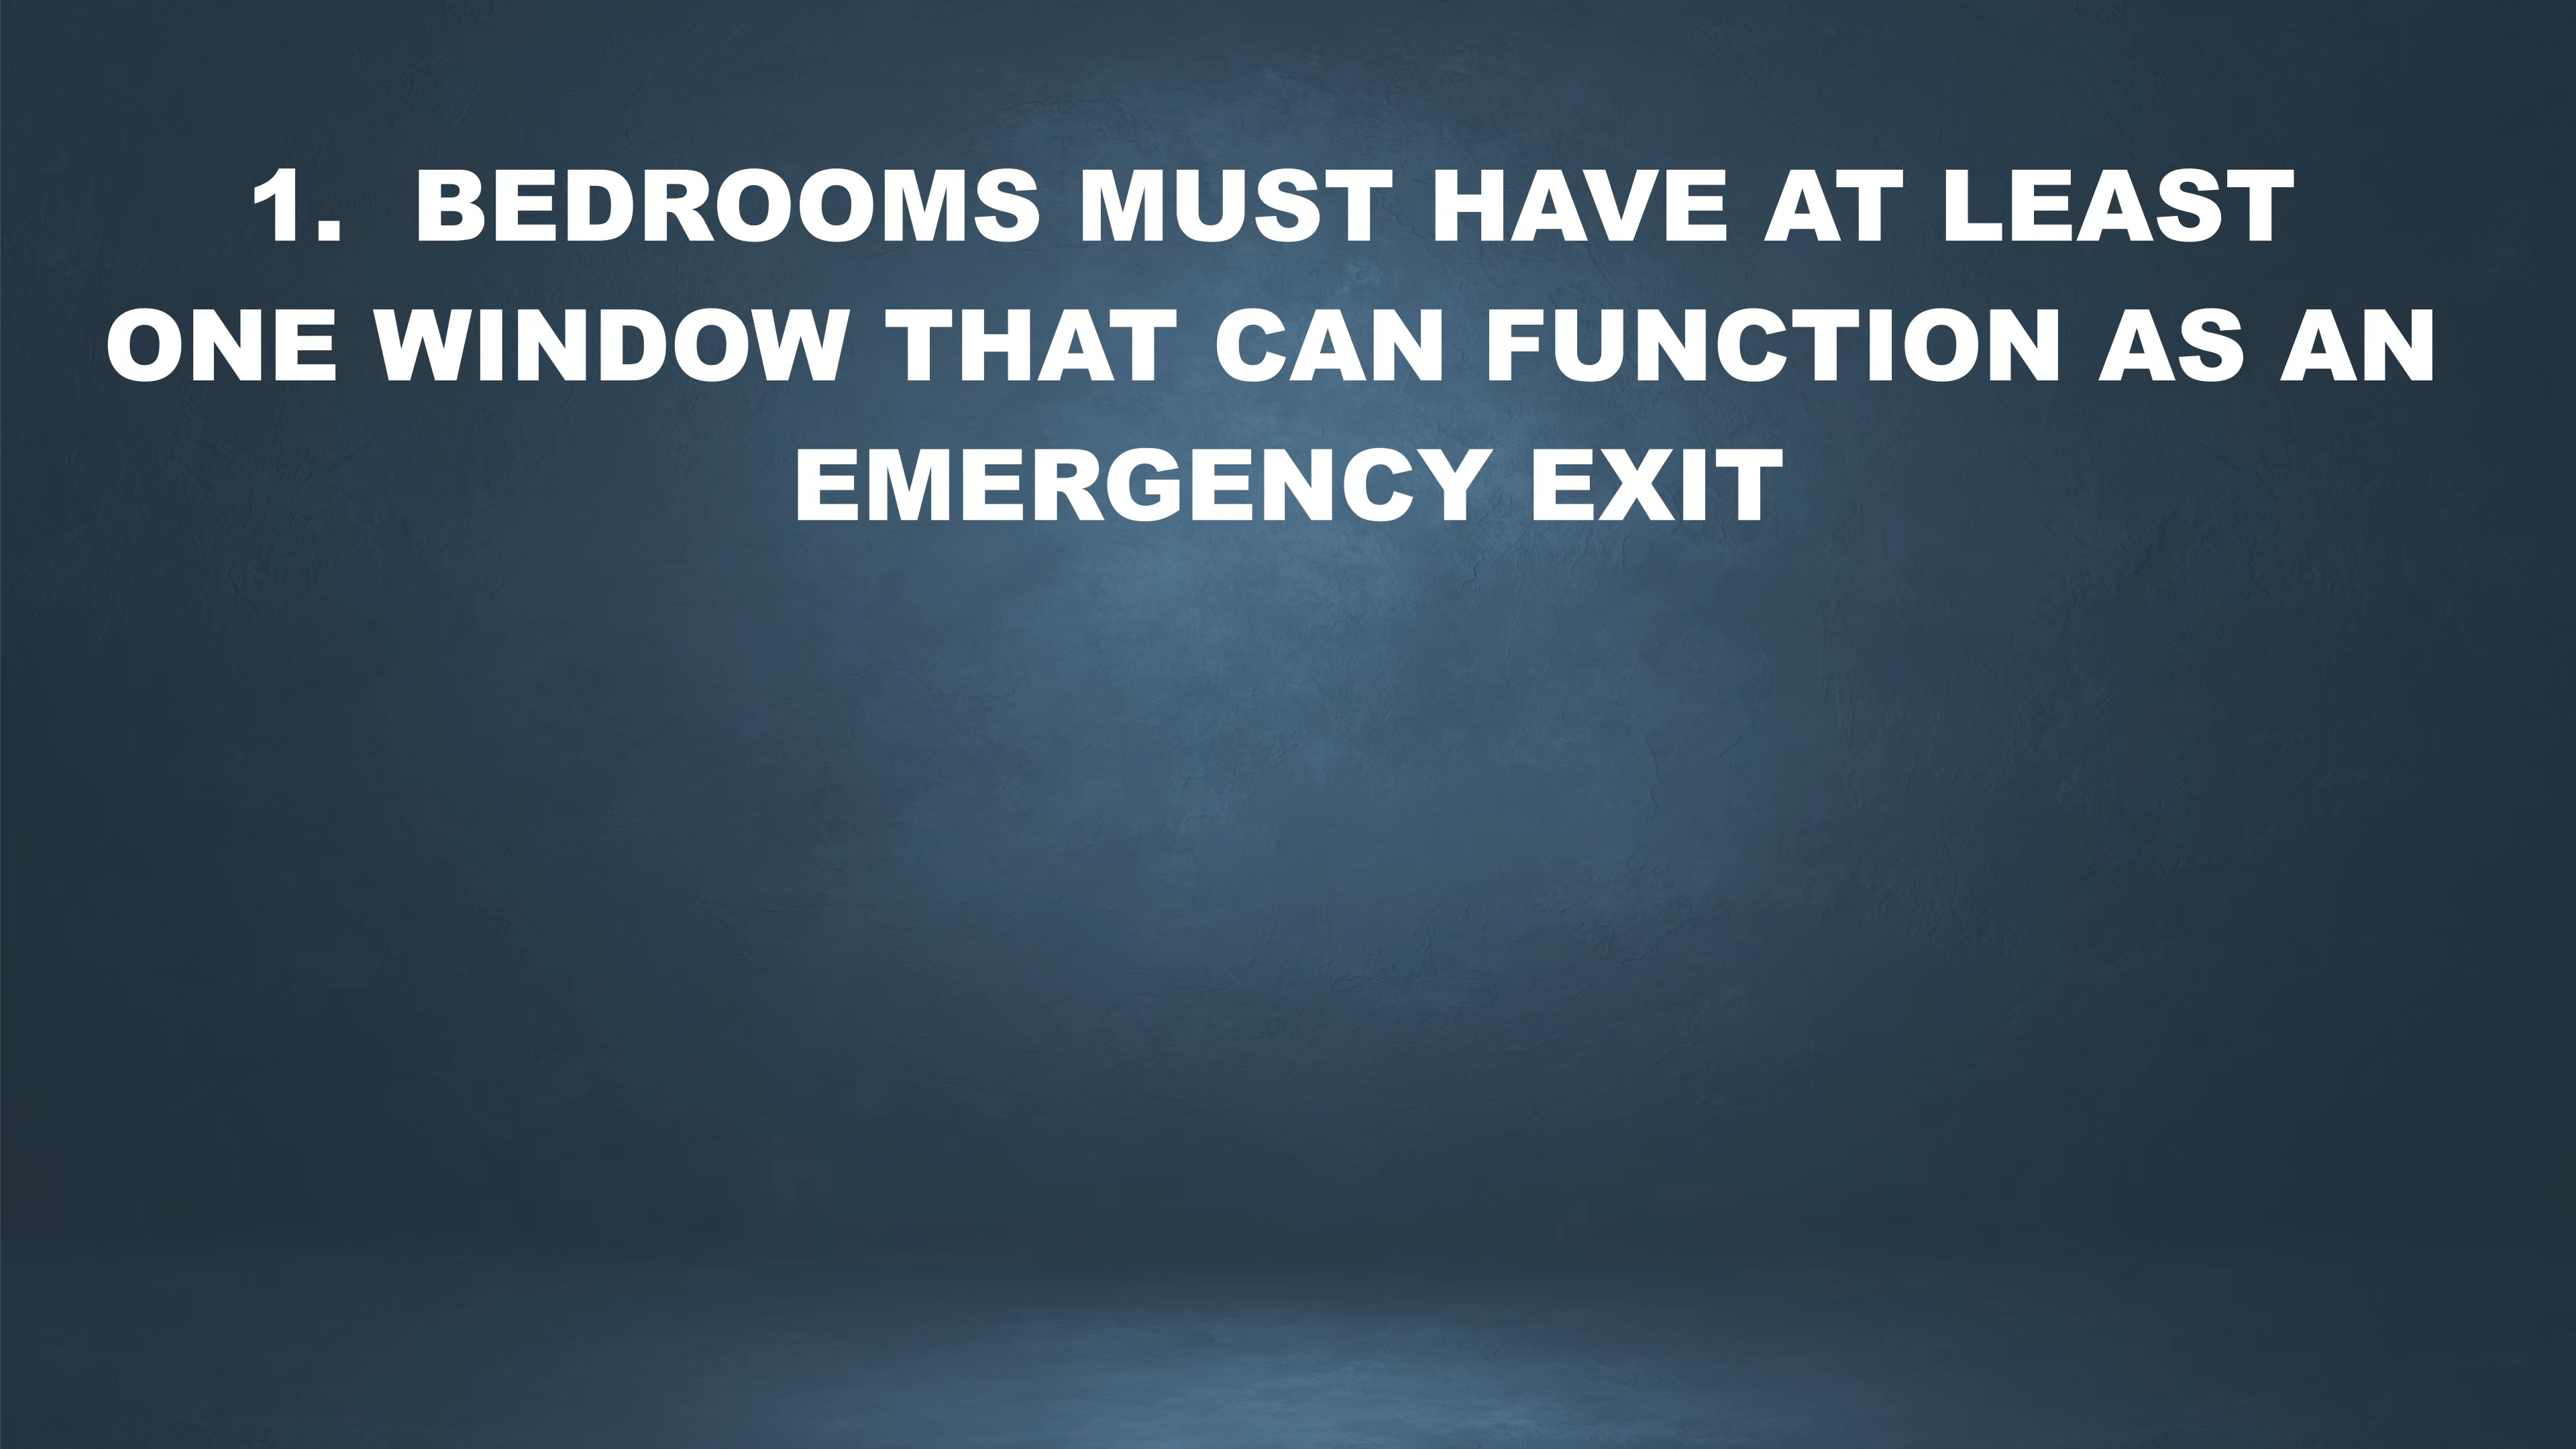 1.  BEDROOMS MUST HAVE AT LEAST
ONE WINDOW THAT CAN FUNCTION AS AN
EMERGENCY EXIT